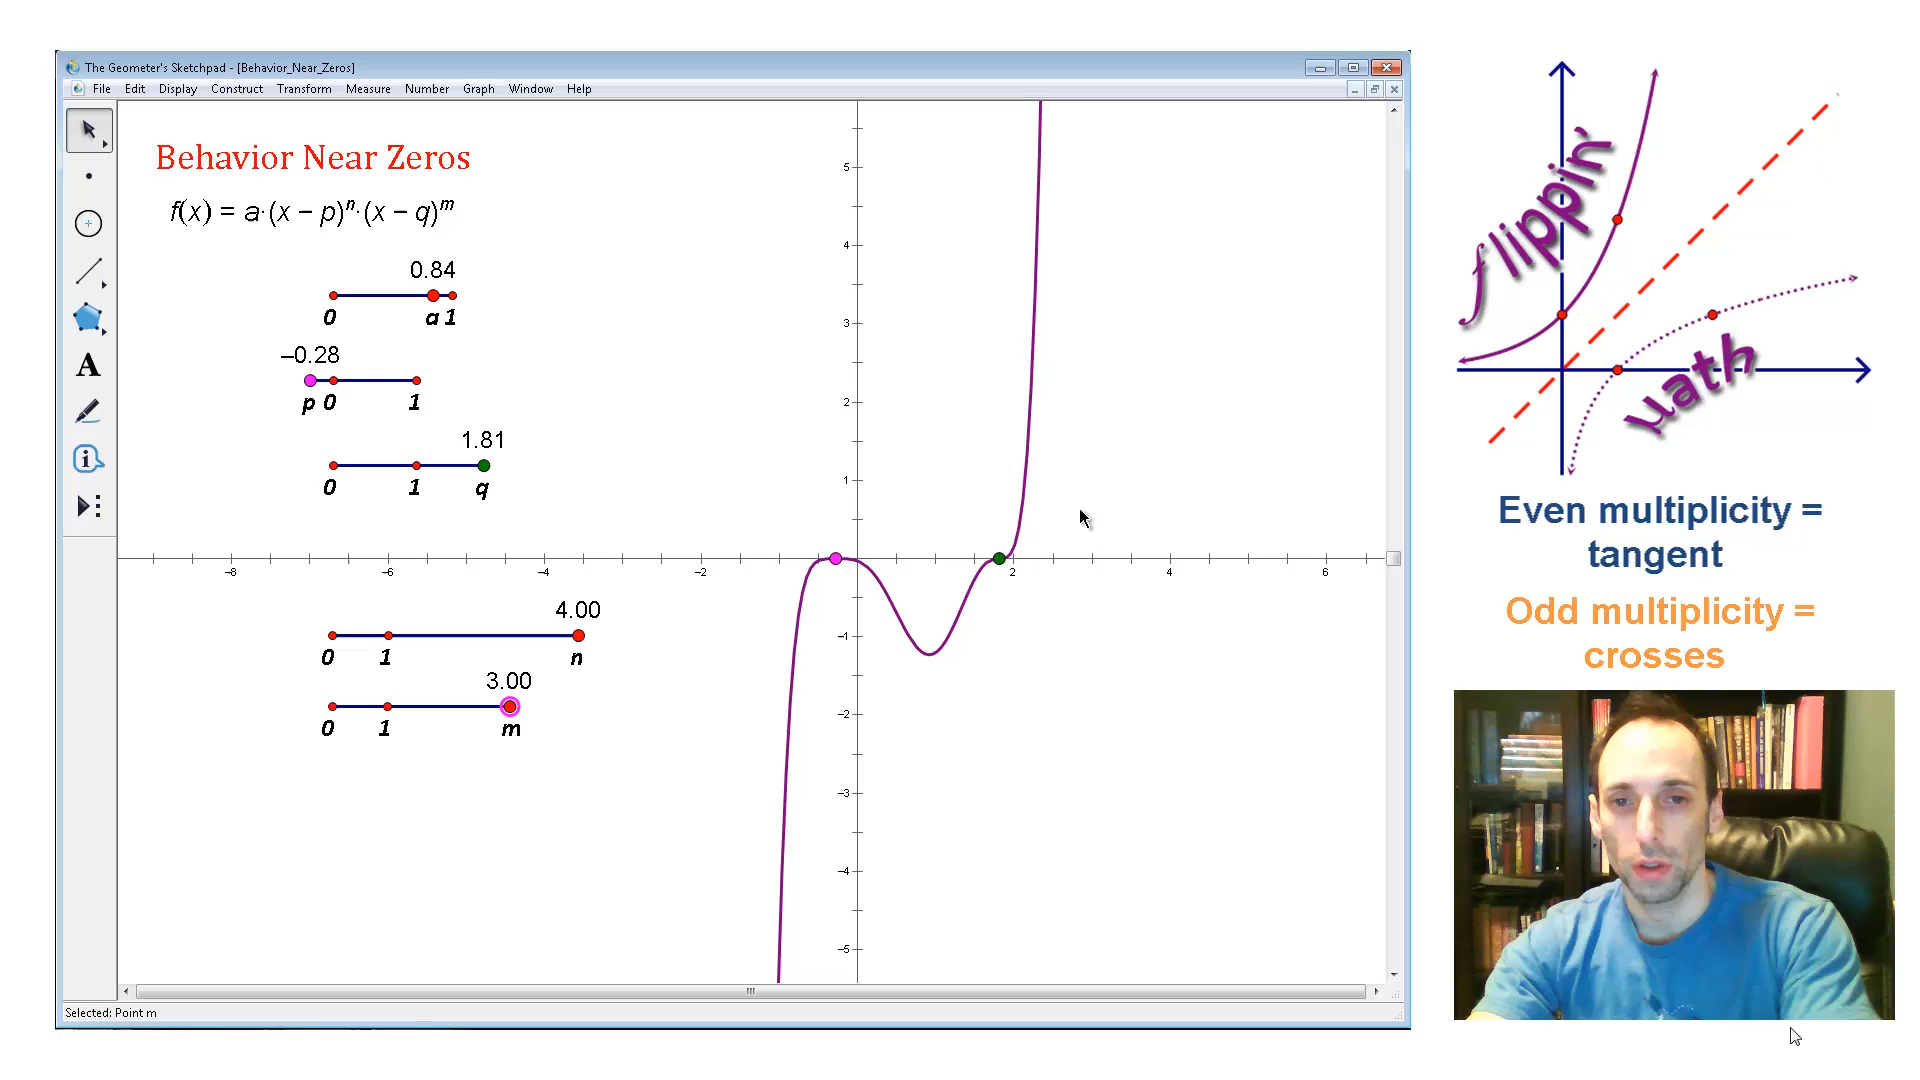 The Geometer's Sketchpad - [Behavior_Near_Zeros]
File Edit Display Construct Transform Measure Number Graph Window Help
Behavior Near Zeros
f(x) = a·(x − p)ⁿ·(x − q)ᵐ
0.84
0 a 1
−0.28
p 0 1
1.81
0 1 q
4.00
0 1 n
3.00
0 1 m
A
5
4
3
2
1
−8 −6 −4 −2 2 4 6
−1
−2
−3
−4
−5
Selected: Point m
flippin'
math
Even multiplicity =
tangent
Odd multiplicity =
crosses